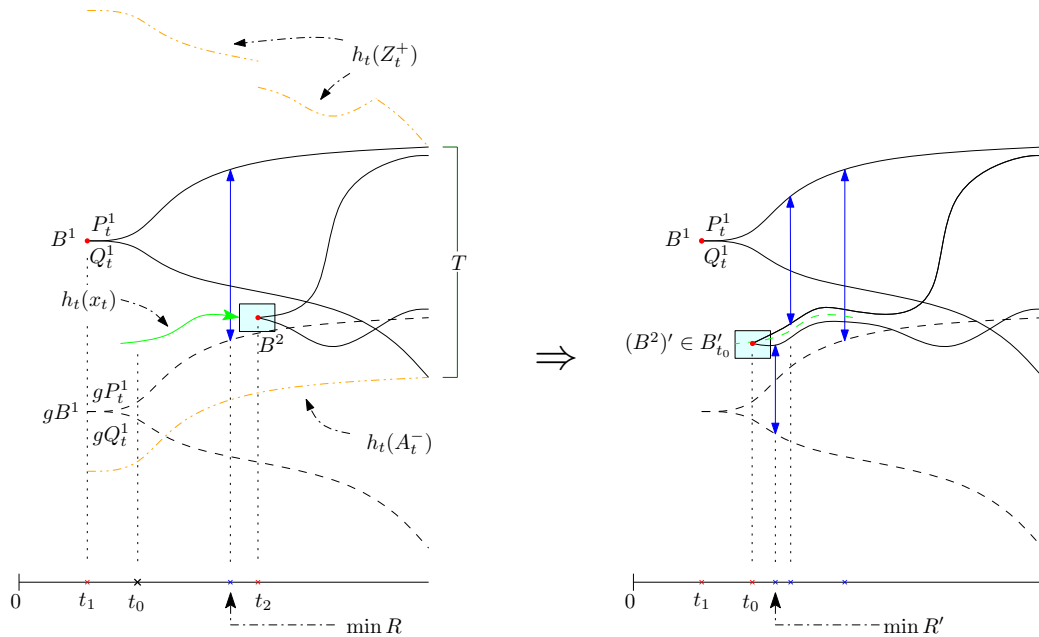 h_t(Z_t^+)
P_t^1
B^1
Q_t^1
T
h_t(x_t)
B^2
gP_t^1
gB^1
gQ_t^1
h_t(A_t^-)
0
t_1
t_0
t_2
min R
⇒
P_t^1
B^1
Q_t^1
(B^2)' ∈ B'_{t_0}
0
t_1
t_0
min R'